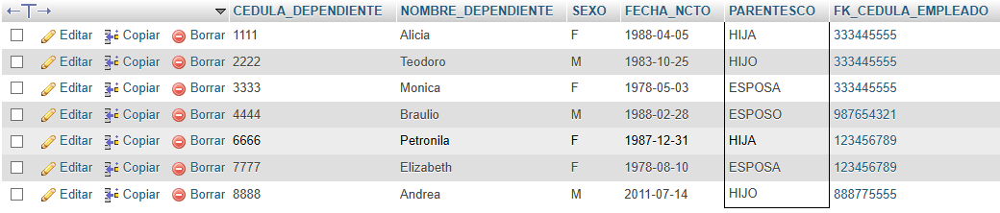 CEDULA_DEPENDIENTE NOMBRE_DEPENDIENTE SEXO FECHA_NCTO PARENTESCO FK_CEDULA_EMPLEADO
Editar Copiar Borrar 1111 Alicia F 1988-04-05 HIJA 333445555
Editar Copiar Borrar 2222 Teodoro M 1983-10-25 HIJO 333445555
Editar Copiar Borrar 3333 Monica F 1978-05-03 ESPOSA 333445555
Editar Copiar Borrar 4444 Braulio M 1988-02-28 ESPOSO 987654321
Editar Copiar Borrar 6666 Petronila F 1987-12-31 HIJA 123456789
Editar Copiar Borrar 7777 Elizabeth F 1978-08-10 ESPOSA 123456789
Editar Copiar Borrar 8888 Andrea M 2011-07-14 HIJO 888775555